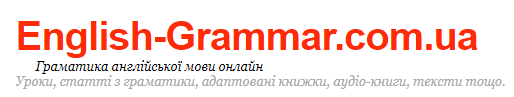 English-Grammar.com.ua
Граматика англійської мови онлайн
Уроки, статті з граматики, адаптовані книжки, аудіо-книги, тексти тощо.